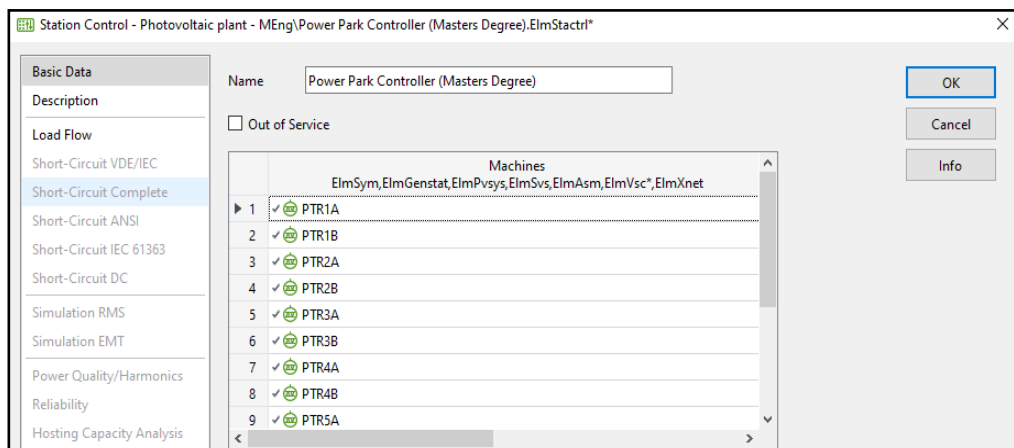 Station Control - Photovoltaic plant - MEng\Power Park Controller (Masters Degree).ElmStactrl*
Basic Data
Description
Load Flow
Short-Circuit VDE/IEC
Short-Circuit Complete
Short-Circuit ANSI
Short-Circuit IEC 61363
Short-Circuit DC
Simulation RMS
Simulation EMT
Power Quality/Harmonics
Reliability
Hosting Capacity Analysis
Name Power Park Controller (Masters Degree)
Out of Service
Machines
ElmSym,ElmGenstat,ElmPvsys,ElmSvs,ElmAsm,ElmVsc*,ElmXnet
1 PTR1A
2 PTR1B
3 PTR2A
4 PTR2B
5 PTR3A
6 PTR3B
7 PTR4A
8 PTR4B
9 PTR5A
OK
Cancel
Info